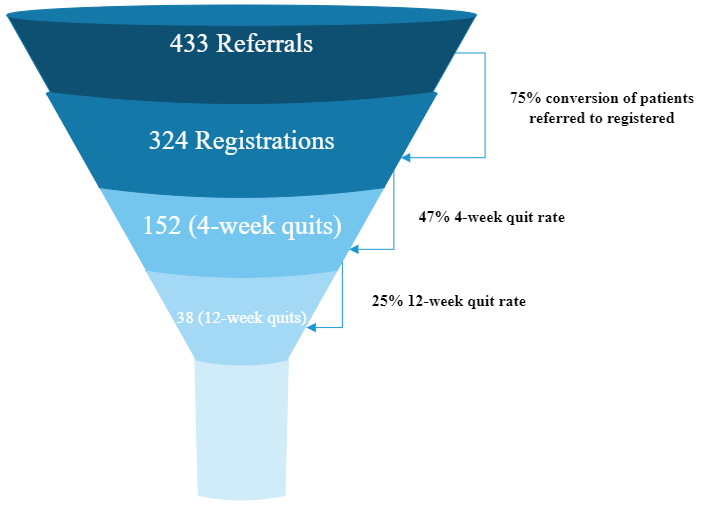 433 Referrals
75% conversion of patients
referred to registered
324 Registrations
47% 4-week quit rate
152 (4-week quits)
25% 12-week quit rate
38 (12-week quits)